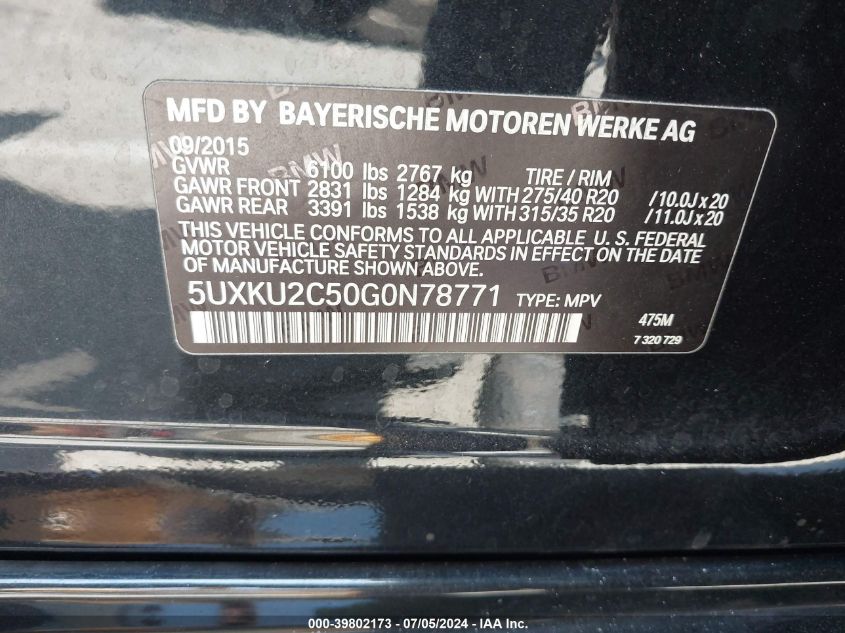 MFD BY BAYERISCHE MOTOREN WERKE AG
09/2015
GVWR 6100 lbs 2767 kg TIRE / RIM
GAWR FRONT 2831 lbs 1284 kg WITH 275/40 R20 / 10.0J x 20
GAWR REAR 3391 lbs 1538 kg WITH 315/35 R20 / 11.0J x 20
THIS VEHICLE CONFORMS TO ALL APPLICABLE U. S. FEDERAL
MOTOR VEHICLE SAFETY STANDARDS IN EFFECT ON THE DATE
OF MANUFACTURE SHOWN ABOVE.
5UXKU2C50G0N78771 TYPE: MPV
475M
7 320 729
000-39802173 - 07/05/2024 - IAA Inc.